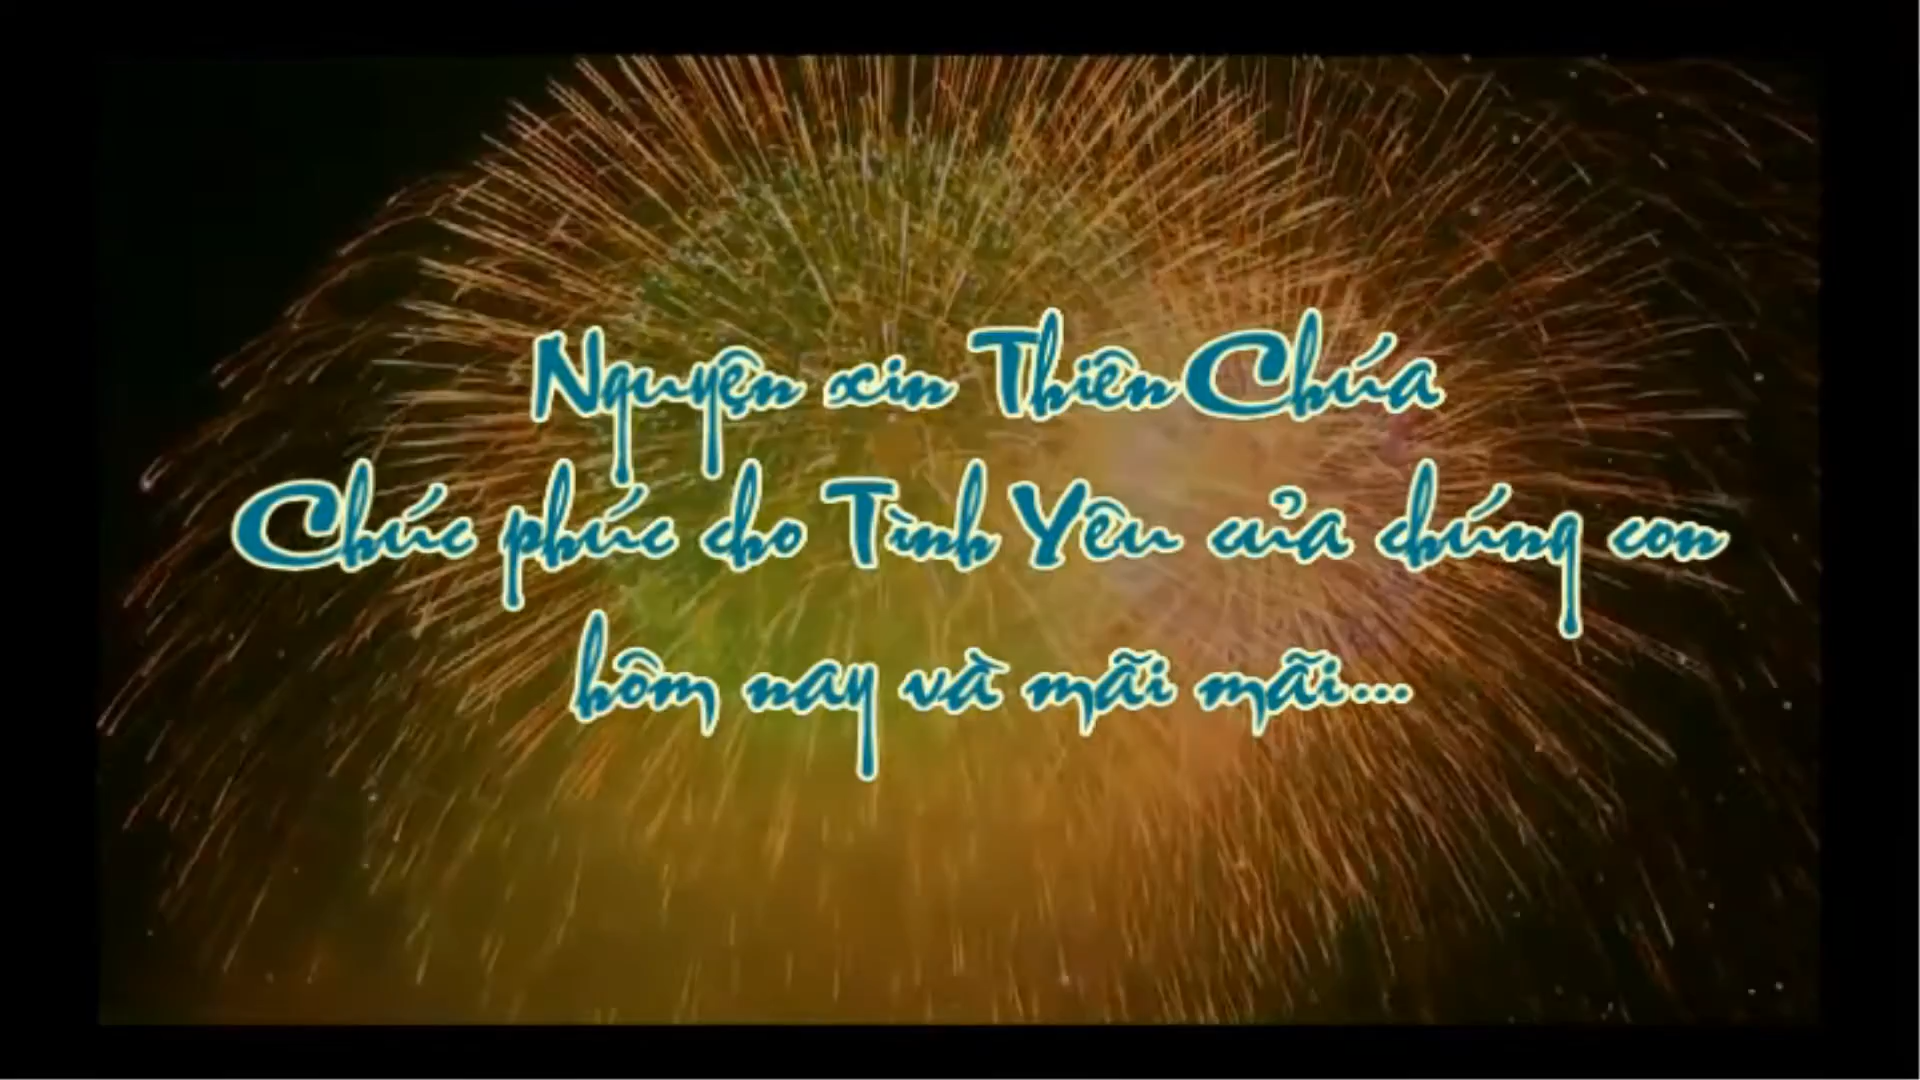 Nguyện xin Thiên Chúa
Chúc phúc cho Tình Yêu của chúng con
hôm nay và mãi mãi...